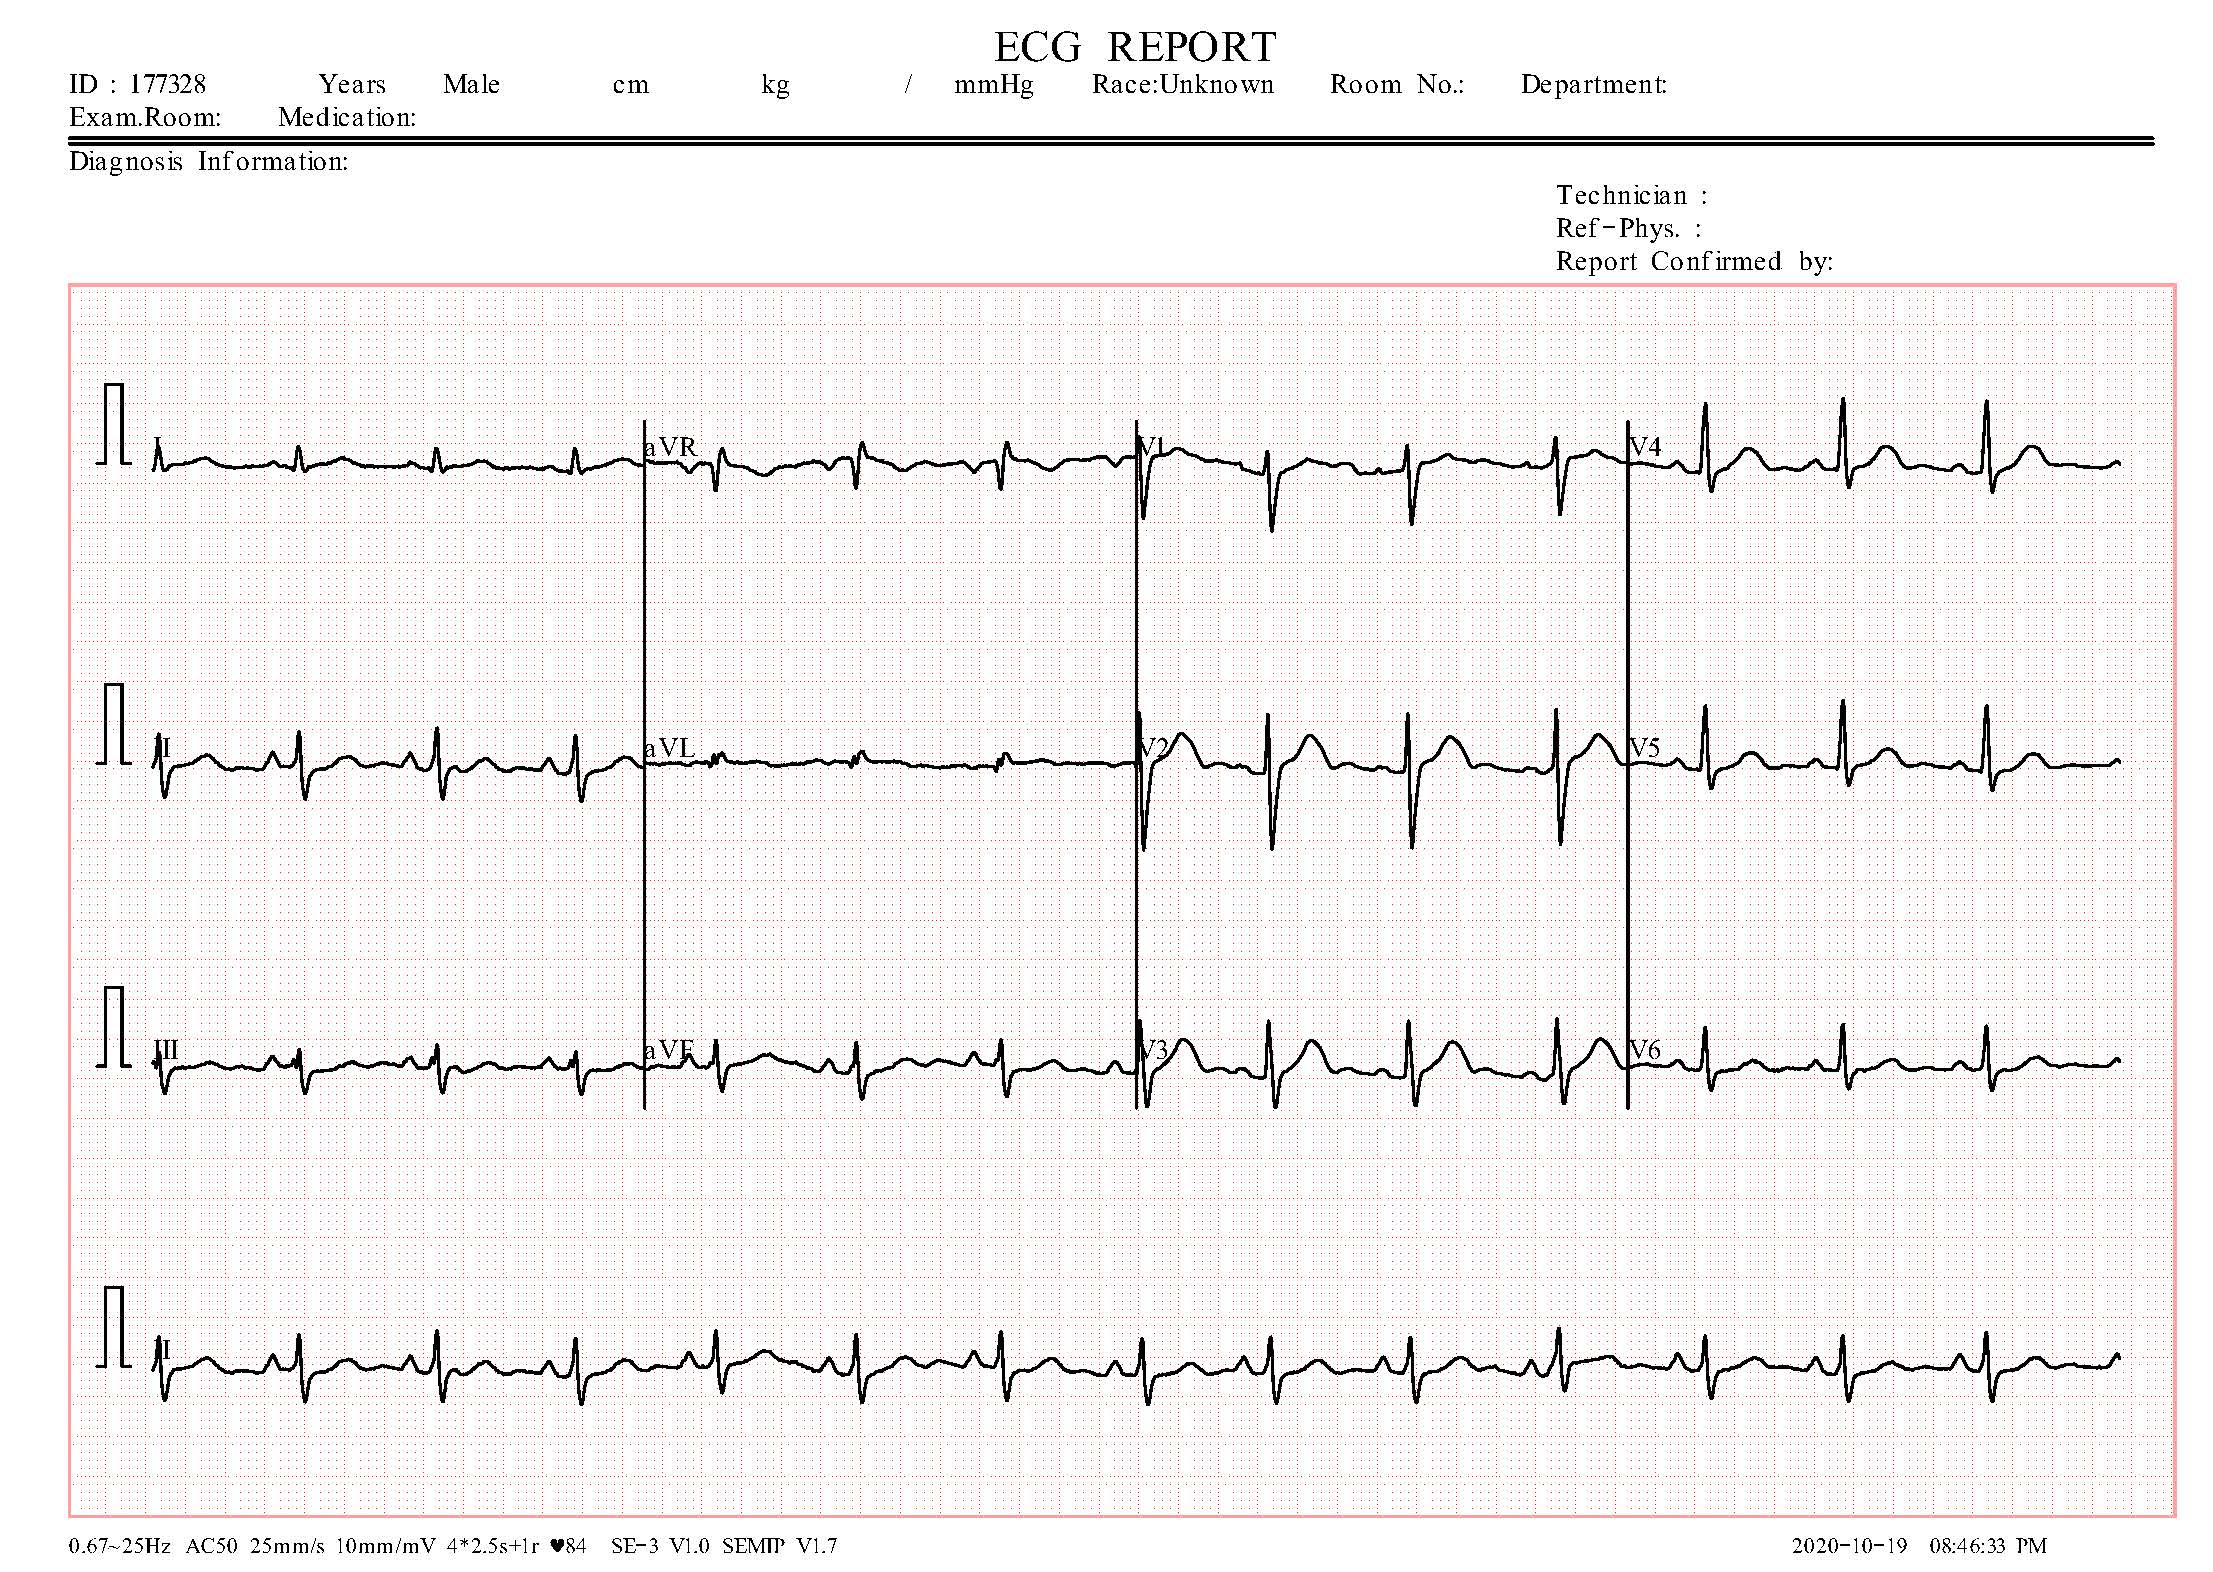 ECG REPORT
ID : 177328 Years Male cm kg / mmHg Race:Unknown Room No.: Department:
Exam.Room: Medication:
Diagnosis Information:
Technician :
Ref-Phys. :
Report Confirmed by:
I aVR V1 V4
II aVL V2 V5
III aVF V3 V6
II
0.67~25Hz AC50 25mm/s 10mm/mV 4*2.5s+1r ♥84 SE-3 V1.0 SEMIP V1.7 2020-10-19 08:46:33 PM